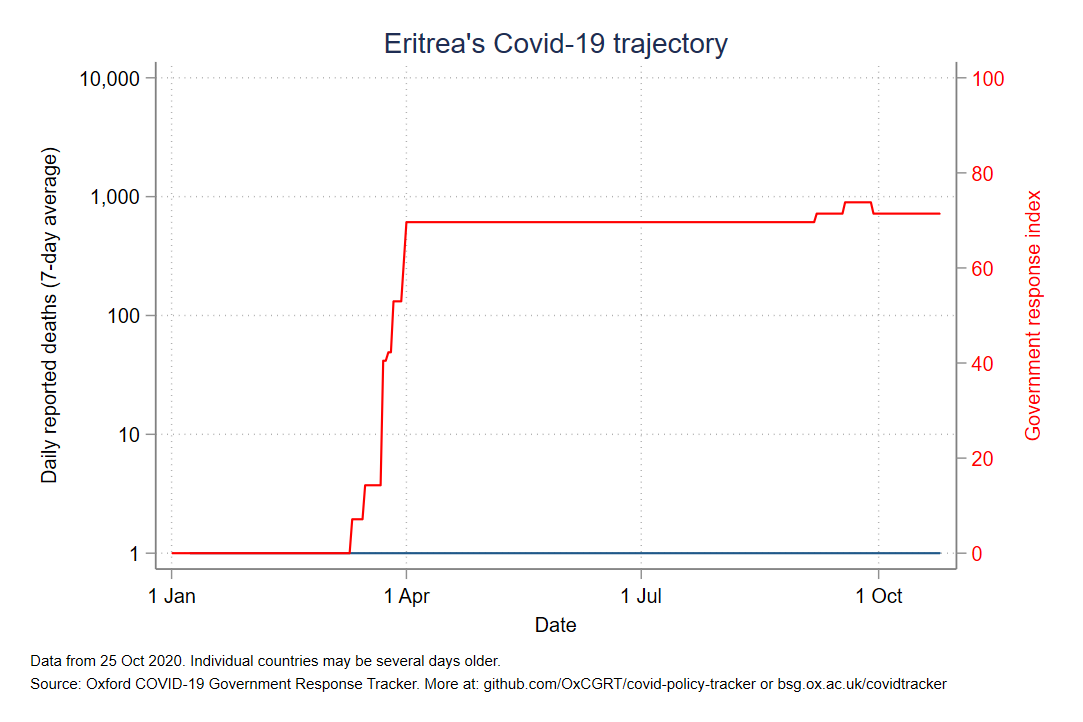 Eritrea's Covid-19 trajectory
10,000
1,000
100
10
1
Daily reported deaths (7-day average)
100
80
60
40
20
0
Government response index
1 Jan
1 Apr
1 Jul
1 Oct
Date
Data from 25 Oct 2020. Individual countries may be several days older.
Source: Oxford COVID-19 Government Response Tracker. More at: github.com/OxCGRT/covid-policy-tracker or bsg.ox.ac.uk/covidtracker